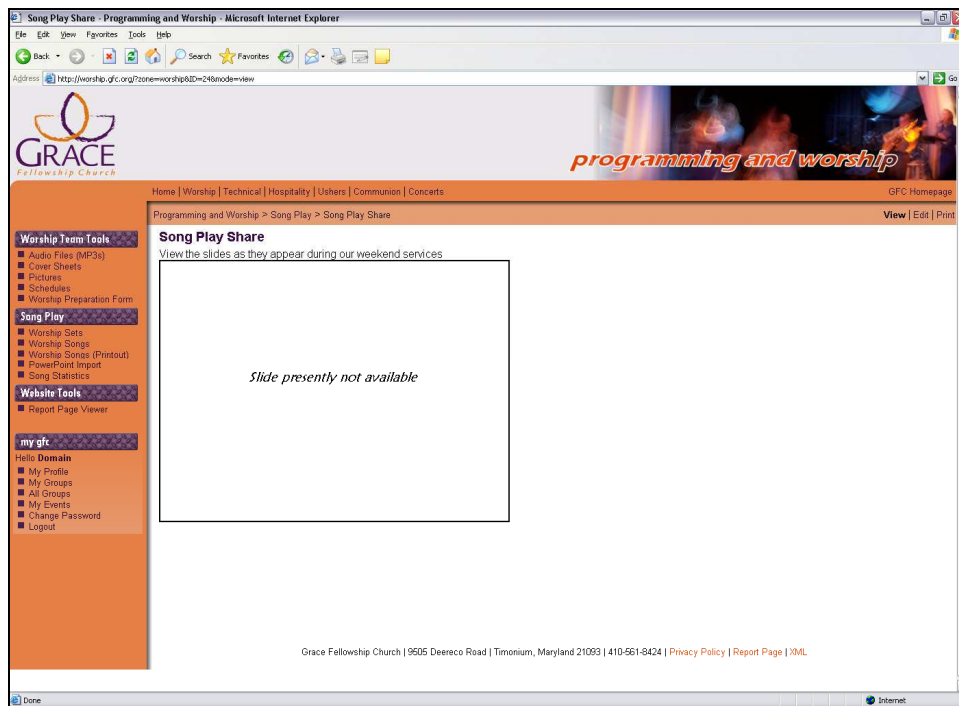 Song Play Share - Programming and Worship - Microsoft Internet Explorer
File Edit View Favorites Tools Help
Back Search Favorites
Address http://worship.gfc.org/?zone=worship&ID=24&mode=view Go
GRACE
Fellowship Church
programming and worship
Home | Worship | Technical | Hospitality | Ushers | Communion | Concerts GFC Homepage
Programming and Worship > Song Play > Song Play Share View | Edit | Print
Worship Team Tools
Audio Files (MP3s)
Cover Sheets
Pictures
Schedules
Worship Preparation Form
Song Play
Worship Sets
Worship Songs
Worship Songs (Printout)
PowerPoint Import
Song Statistics
Website Tools
Report Page Viewer
my gfc
Hello Domain
My Profile
My Groups
All Groups
My Events
Change Password
Logout
Song Play Share
View the slides as they appear during our weekend services
Slide presently not available
Grace Fellowship Church | 9505 Deereco Road | Timonium, Maryland 21093 | 410-561-8424 | Privacy Policy | Report Page | XML
Done Internet